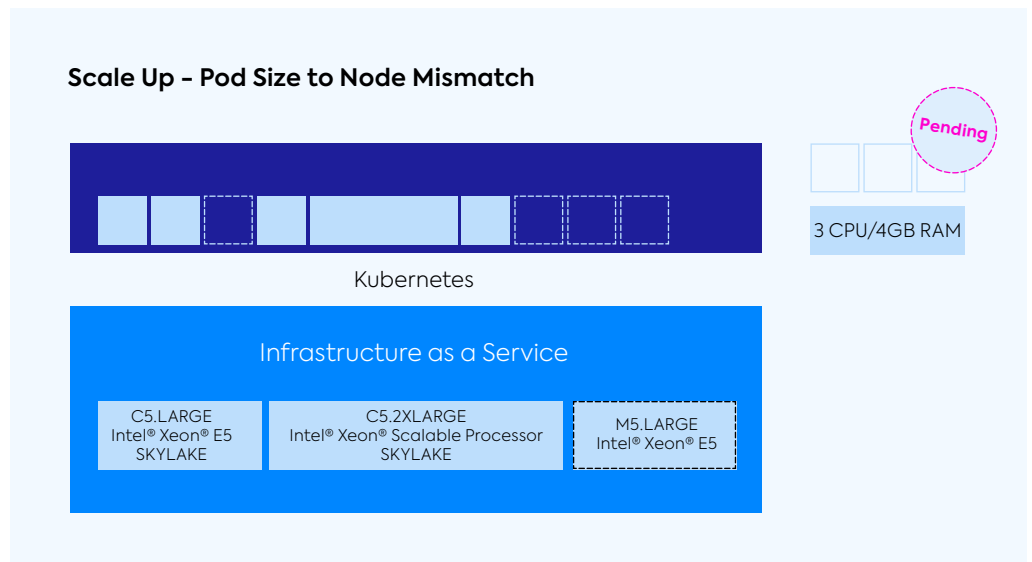 Scale Up - Pod Size to Node Mismatch
Pending
3 CPU/4GB RAM
Kubernetes
Infrastructure as a Service
C5.LARGE
Intel® Xeon® E5
SKYLAKE
C5.2XLARGE
Intel® Xeon® Scalable Processor
SKYLAKE
M5.LARGE
Intel® Xeon® E5